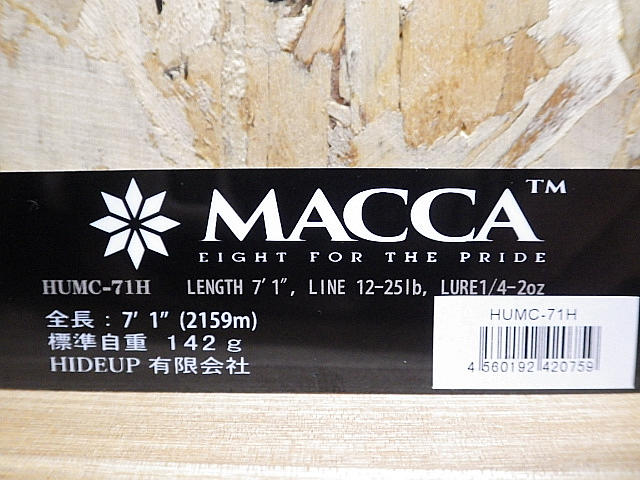 MACCA™
EIGHT FOR THE PRIDE
HUMC-71H LENGTH 7'1", LINE 12-25lb, LURE1/4-2oz
全長：7' 1" (2159m)
標準自重 142ｇ
HIDEUP 有限会社
HUMC-71H
4 560192 420759